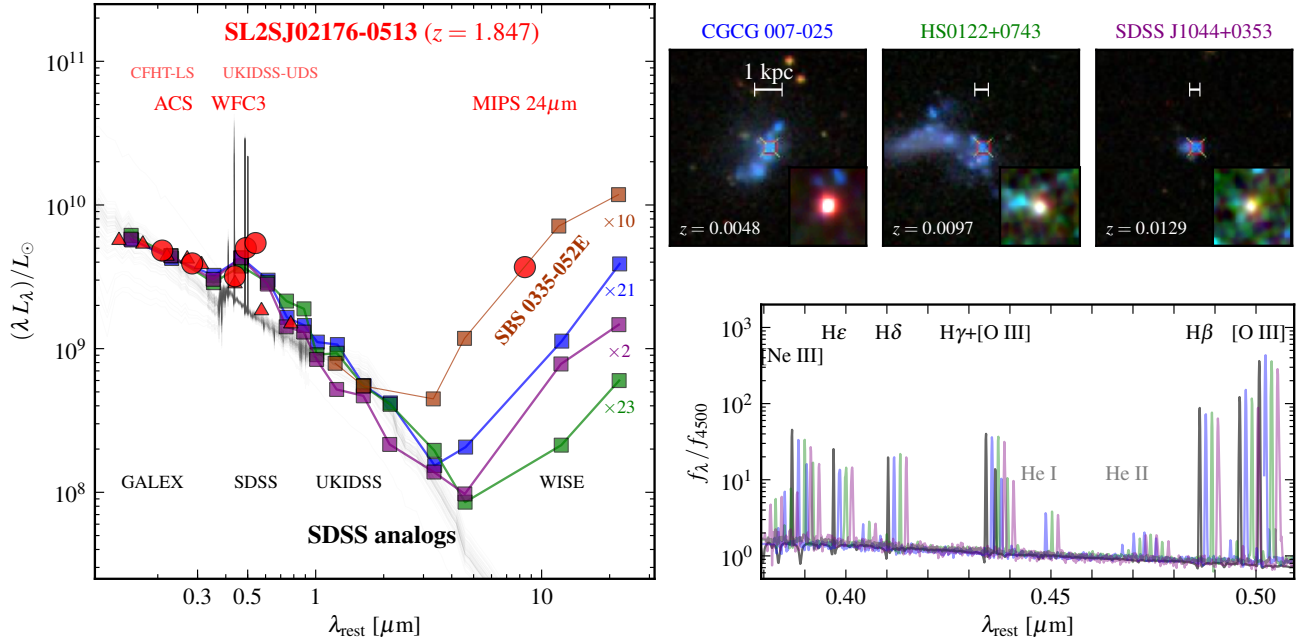 SL2SJ02176-0513 (z = 1.847)
CFHT-LS UKIDSS-UDS
ACS WFC3 MIPS 24μm
×10
SBS 0335-052E
×21
×2
×23
GALEX SDSS UKIDSS WISE
SDSS analogs
(λ L_λ)/L_⊙
10^11
10^10
10^9
10^8
0.3 0.5 1 10
λ_rest [μm]
CGCG 007-025 HS0122+0743 SDSS J1044+0353
1 kpc
z = 0.0048 z = 0.0097 z = 0.0129
f_λ / f_4500
10^3
10^2
10^1
10^0
Hε Hδ Hγ+[O III] Hβ [O III]
[Ne III]
He I He II
0.40 0.45 0.50
λ_rest [μm]